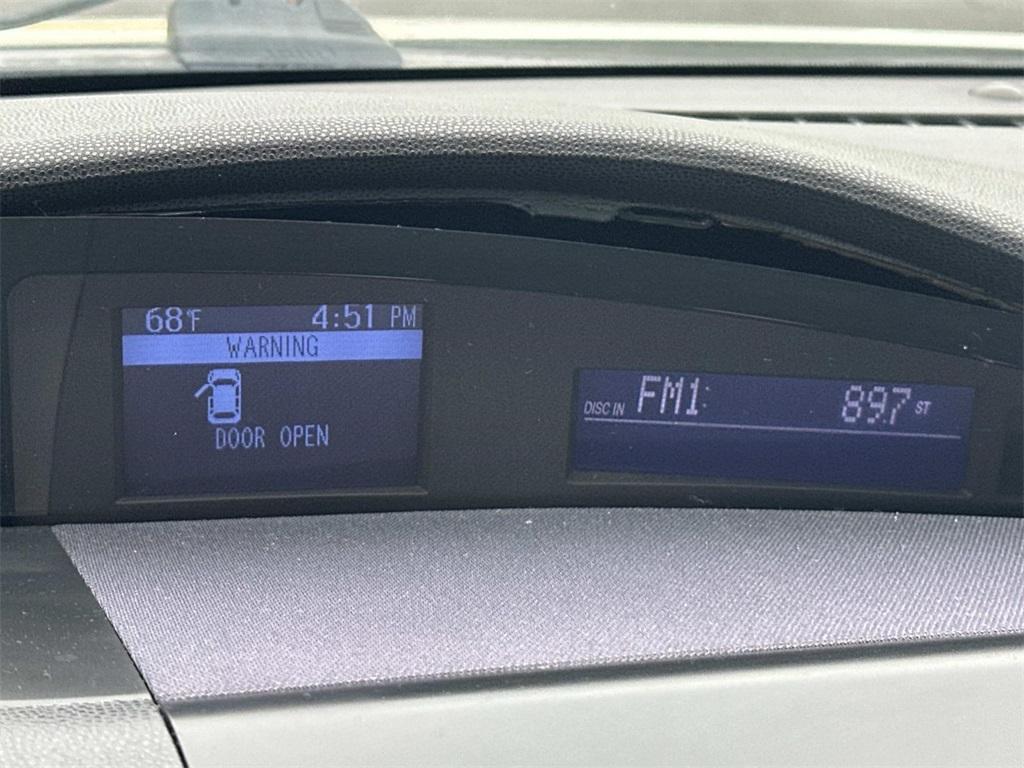 68°F 4:51 PM
WARNING
DOOR OPEN
DISC IN FM1: 89.7 ST